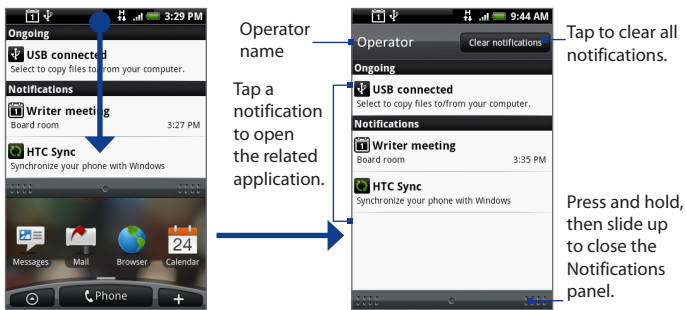 3:29 PM
Ongoing
USB connected
Select to copy files to/from your computer.
Notifications
Writer meeting
Board room 3:27 PM
HTC Sync
Synchronize your phone with Windows
Messages Mail Browser 24 Calendar
Phone
Operator
name
Tap a
notification
to open
the related
application.
H 9:44 AM
Operator Clear notifications
Ongoing
USB connected
Select to copy files to/from your computer.
Notifications
Writer meeting
Board room 3:35 PM
HTC Sync
Synchronize your phone with Windows
Tap to clear all
notifications.
Press and hold,
then slide up
to close the
Notifications
panel.